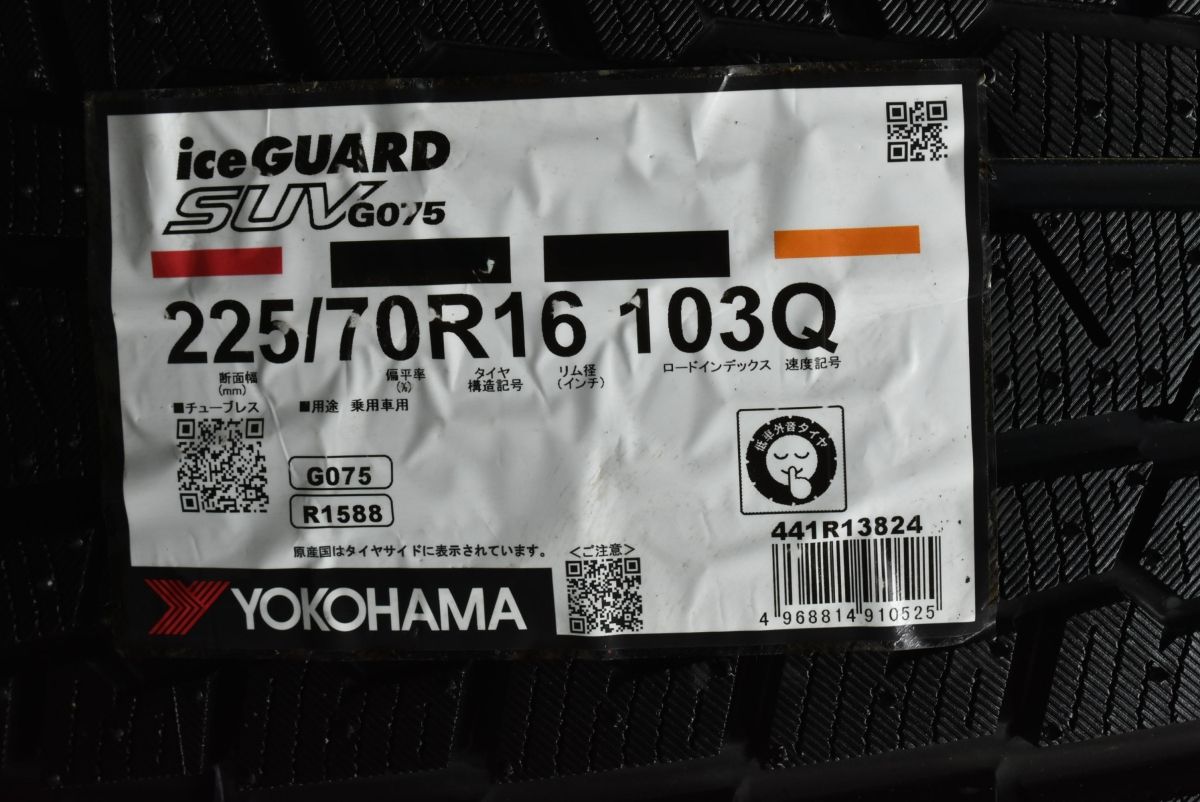 iceGUARD
SUV G075
225/70R16 103Q
断面幅 偏平率 タイヤ リム径 ロードインデックス 速度記号
(mm) (%) 構造記号 (インチ)
■チューブレス ■用途 乗用車用
低車外音タイヤ
G075
R1588
441R13824
原産国はタイヤサイドに表示されています。
<ご注意>
YOKOHAMA
4 968814 910525